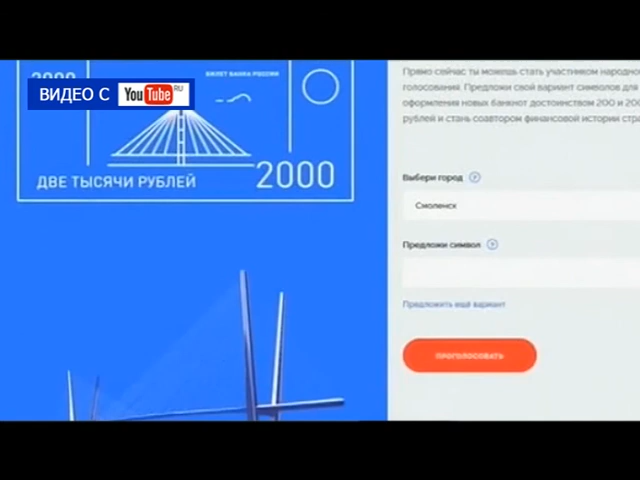 2000
БИЛЕТ БАНКА РОССИИ
ВИДЕО С YouTube RU
ДВЕ ТЫСЯЧИ РУБЛЕЙ 2000
Прямо сейчас ты можешь стать участником народно
голосования. Предложи свой вариант символов для
оформления новых банкнот достоинством 200 и 200
рублей и стань соавтором финансовой истории стра
Выбери город ?
Смоленск
Предложи символ ?
Предложить ещё вариант
ПРОГОЛОСОВАТЬ